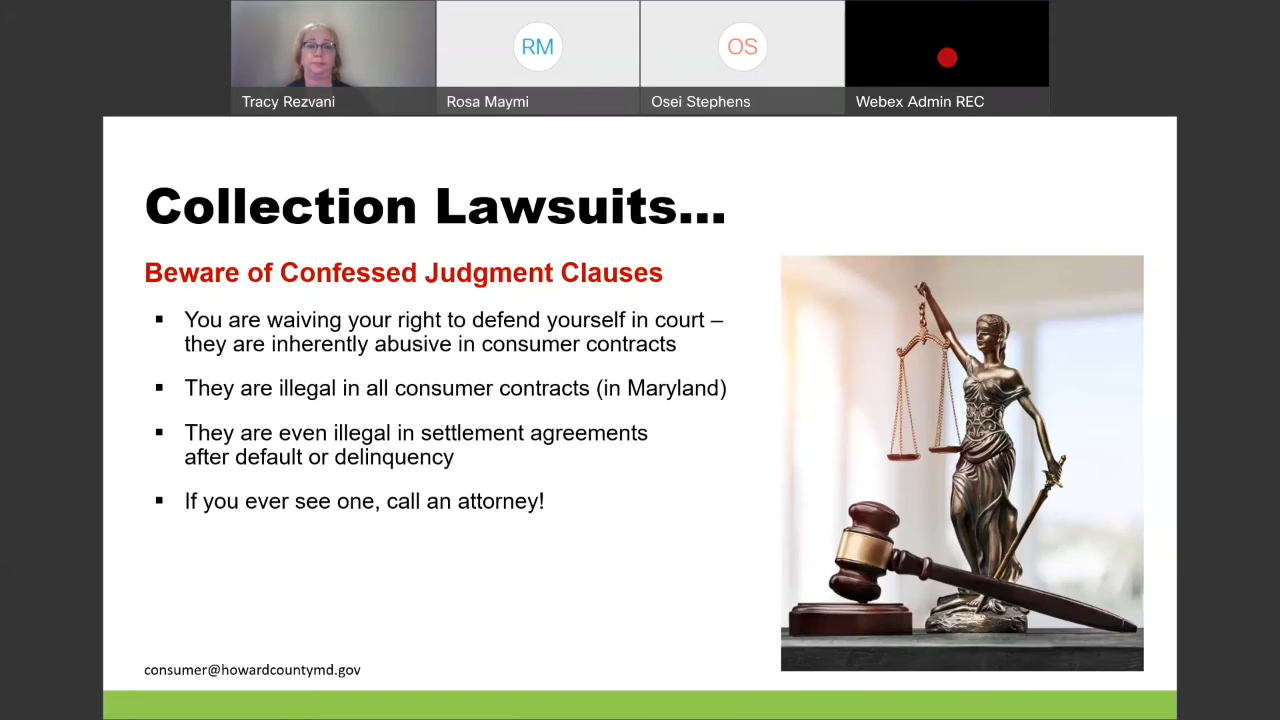 RM
OS
Tracy Rezvani
Rosa Maymi
Osei Stephens
Webex Admin REC
Collection Lawsuits...
Beware of Confessed Judgment Clauses
▪ You are waiving your right to defend yourself in court –
they are inherently abusive in consumer contracts
▪ They are illegal in all consumer contracts (in Maryland)
▪ They are even illegal in settlement agreements
after default or delinquency
▪ If you ever see one, call an attorney!
consumer@howardcountymd.gov